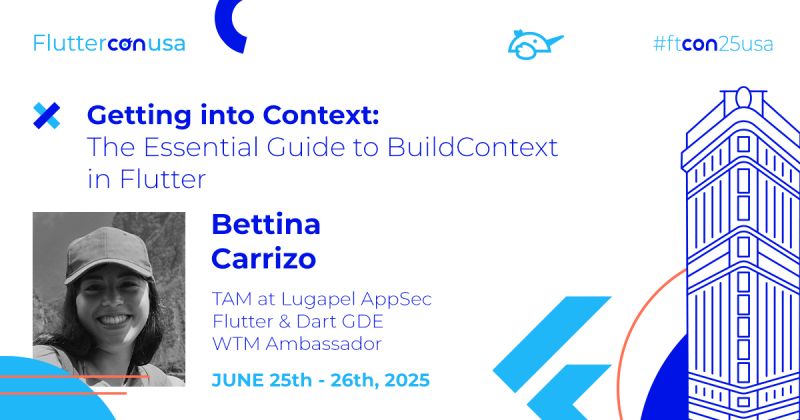 Fluttercon usa
#ftcon25usa
Getting into Context:
The Essential Guide to BuildContext
in Flutter
Bettina
Carrizo
TAM at Lugapel AppSec
Flutter & Dart GDE
WTM Ambassador
JUNE 25th - 26th, 2025